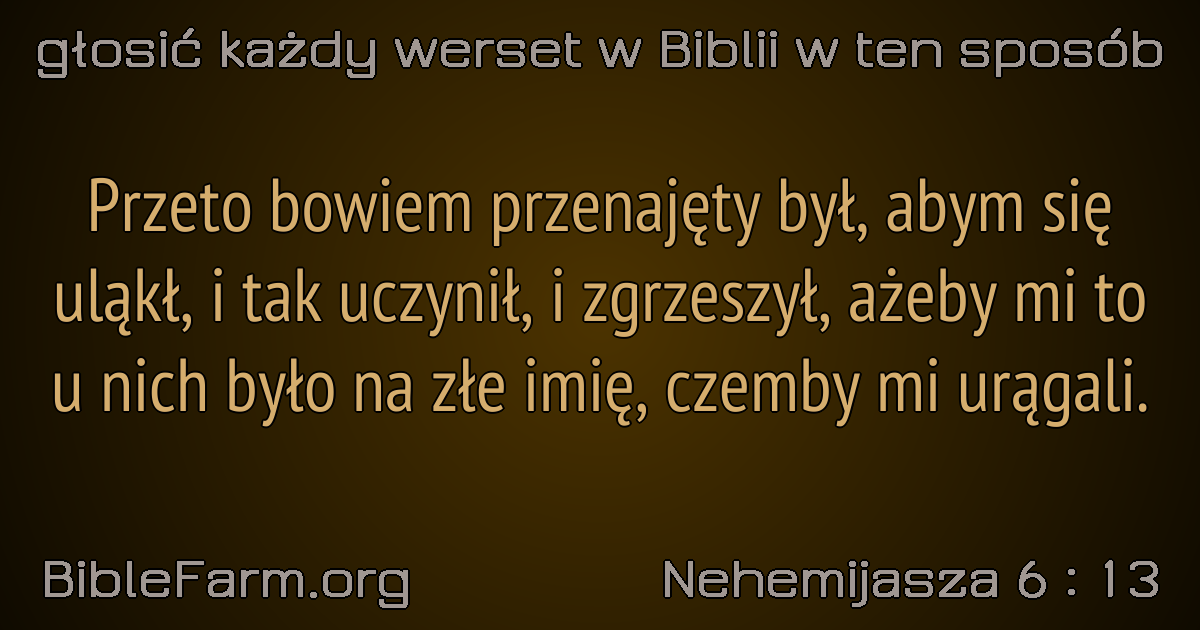 głosić każdy werset w Biblii w ten sposób
Przeto bowiem przenajęty był, abym się
uląkł, i tak uczynił, i zgrzeszył, ażeby mi to
u nich było na złe imię, czemby mi urągali.
BibleFarm.org
Nehemijasza 6 : 13